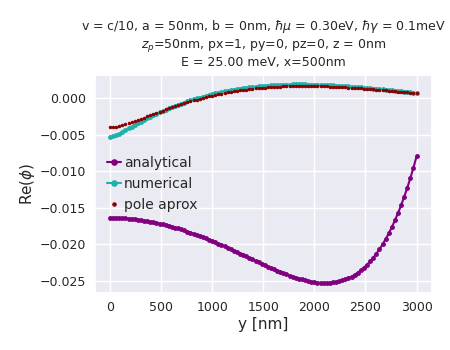 v = c/10, a = 50nm, b = 0nm, ℏμ = 0.30eV, ℏγ = 0.1meV
zₚ=50nm, px=1, py=0, pz=0, z = 0nm
E = 25.00 meV, x=500nm
0.000
−0.005
−0.010
−0.015
−0.020
−0.025
Re(ϕ)
analytical
numerical
pole aprox
0 500 1000 1500 2000 2500 3000
y [nm]